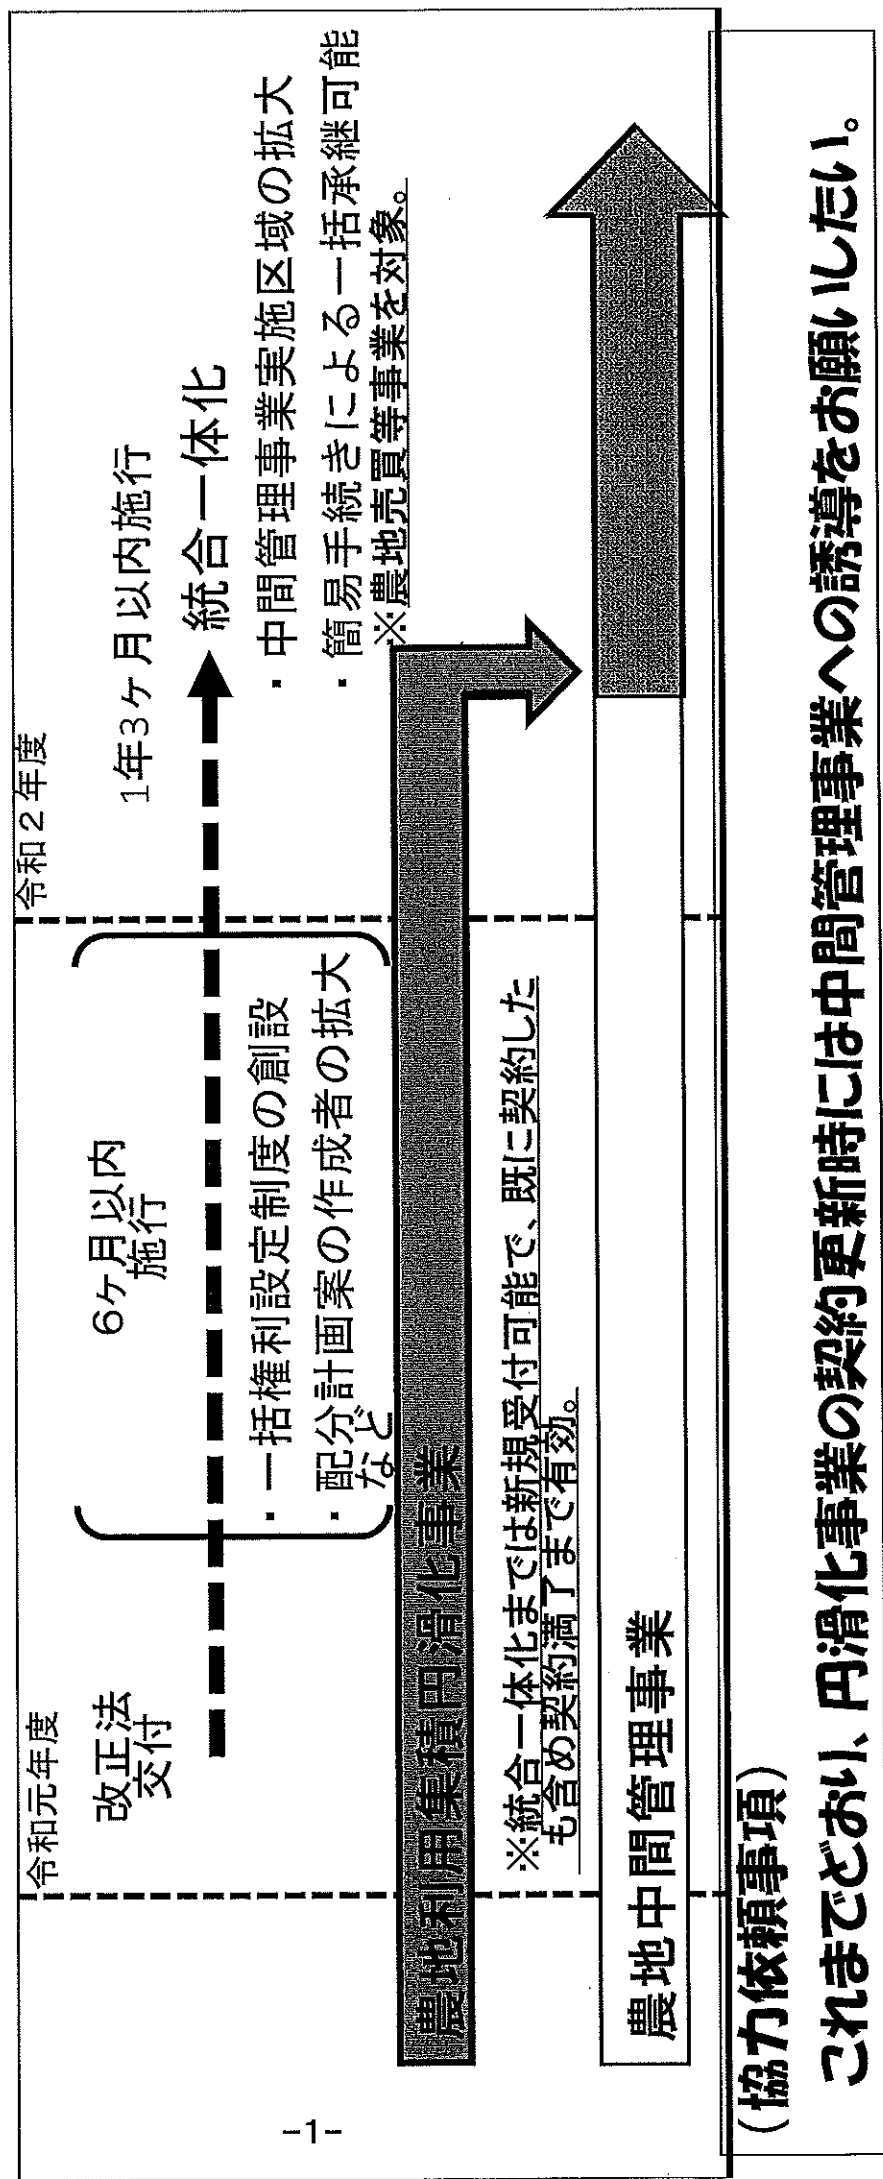 令和元年度
令和２年度
改正法
交付
6ケ月以内
施行
1年3ケ月以内施行
統合一体化
・一括権利設定制度の創設
・配分計画案の作成者の拡大
など
・中間管理事業実施区域の拡大
・簡易手続きによる一括承継可能
※農地売買等事業を対象。
農地利用集積円滑化事業
※統合一体化までは新規受付可能で、既に契約した
も含め契約満了まで有効。
農地中間管理事業
(協力依頼事項)
これまでどおり、円滑化事業の契約更新時には中間管理事業への誘導をお願いしたい。
-1-